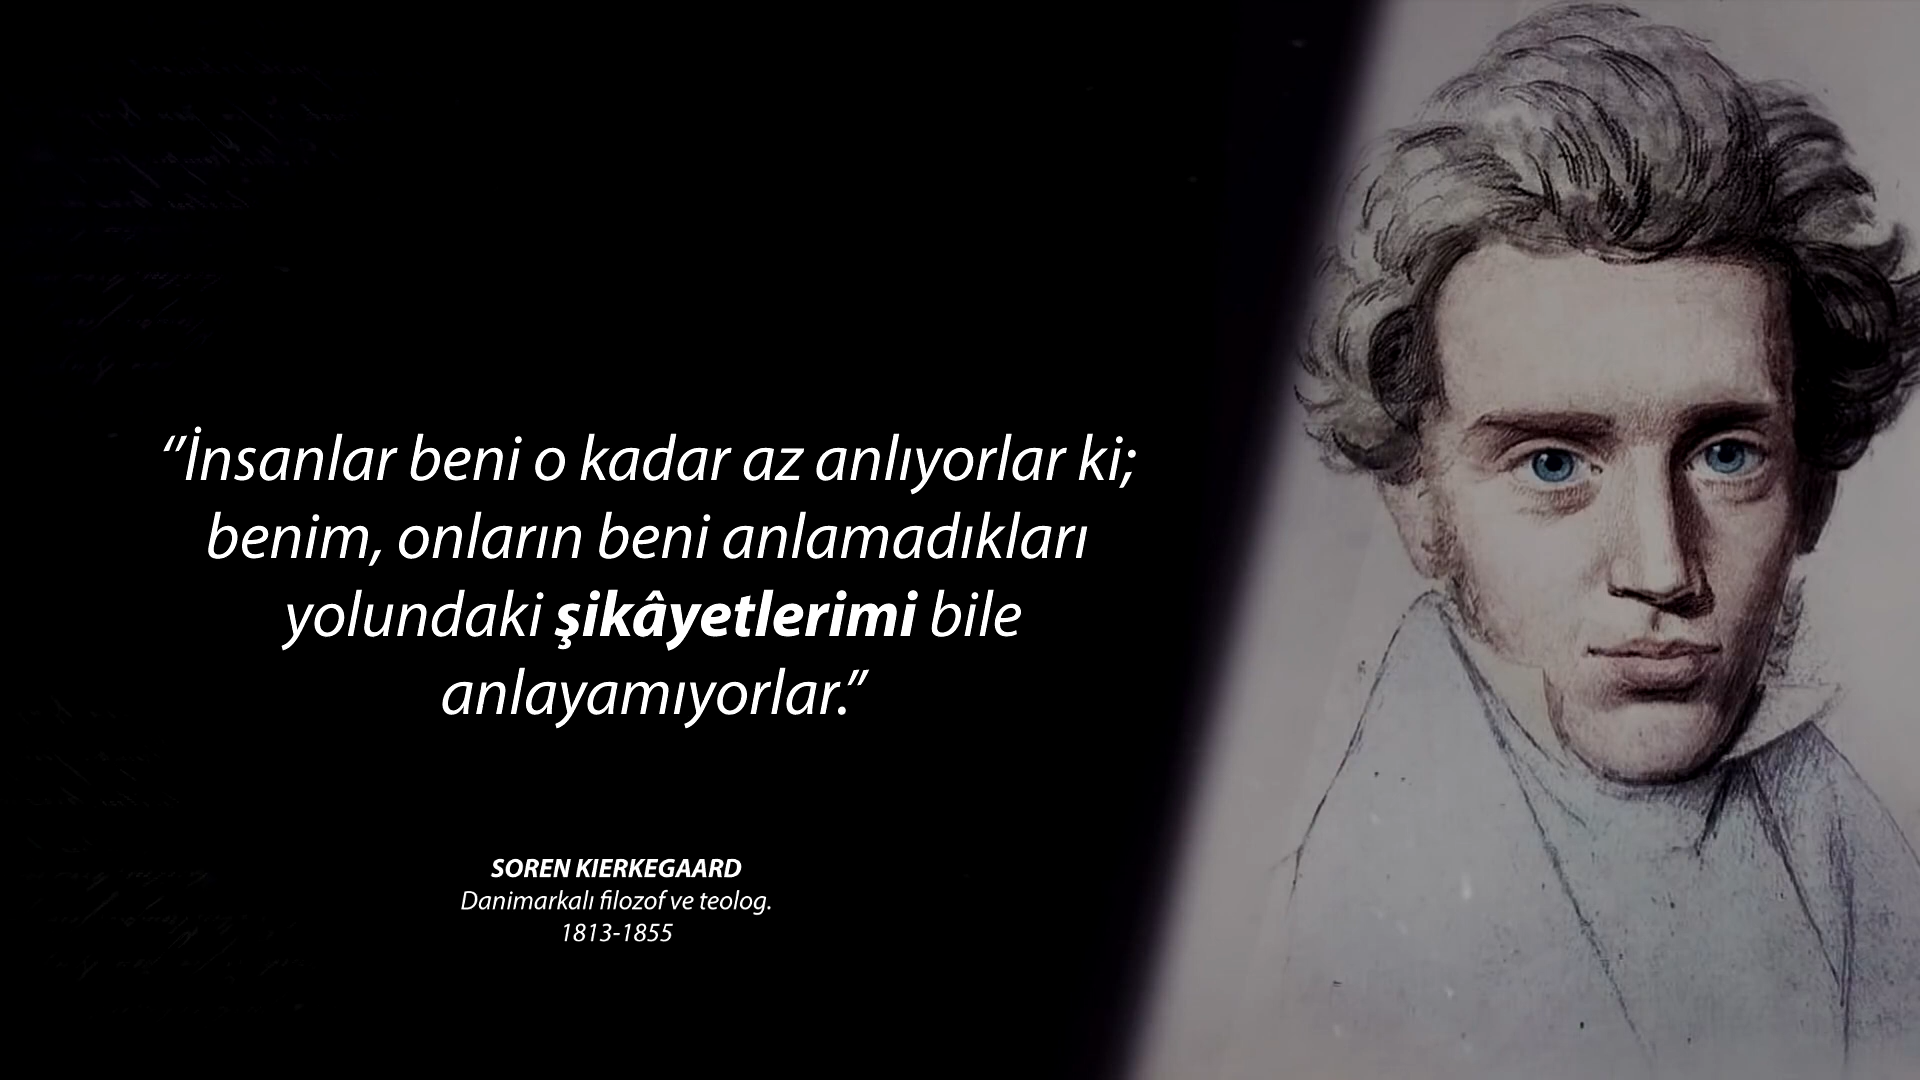 “İnsanlar beni o kadar az anlıyorlar ki;
benim, onların beni anlamadıkları
yolundaki şikâyetlerimi bile
anlayamıyorlar.”
SOREN KIERKEGAARD
Danimarkalı filozof ve teolog.
1813-1855